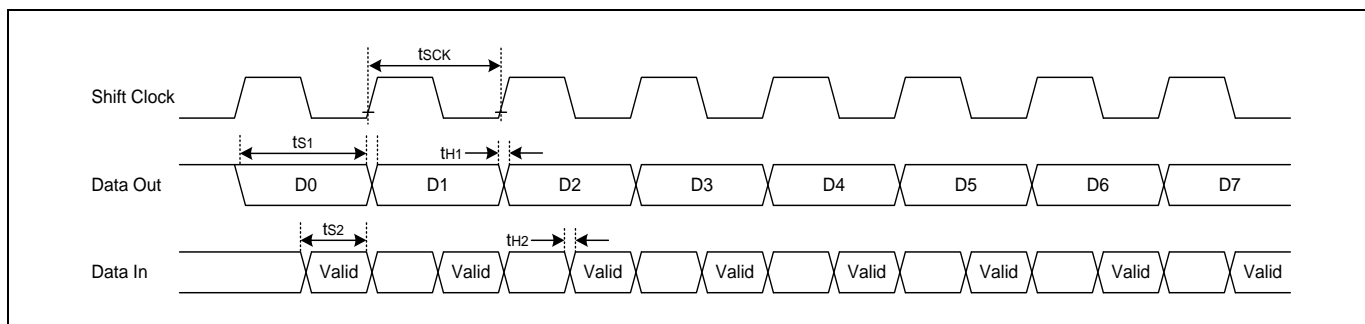 tSCK
Shift Clock
tS1
tH1
Data Out D0 D1 D2 D3 D4 D5 D6 D7
tS2
tH2
Data In Valid Valid Valid Valid Valid Valid Valid Valid